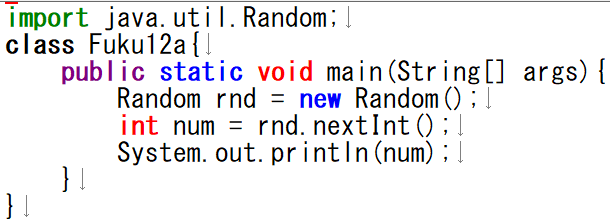 import java.util.Random;↓
class Fuku12a{↓
    public static void main(String[] args){
        Random rnd = new Random();↓
        int num = rnd.nextInt();↓
        System.out.println(num);↓
    }↓
}↓